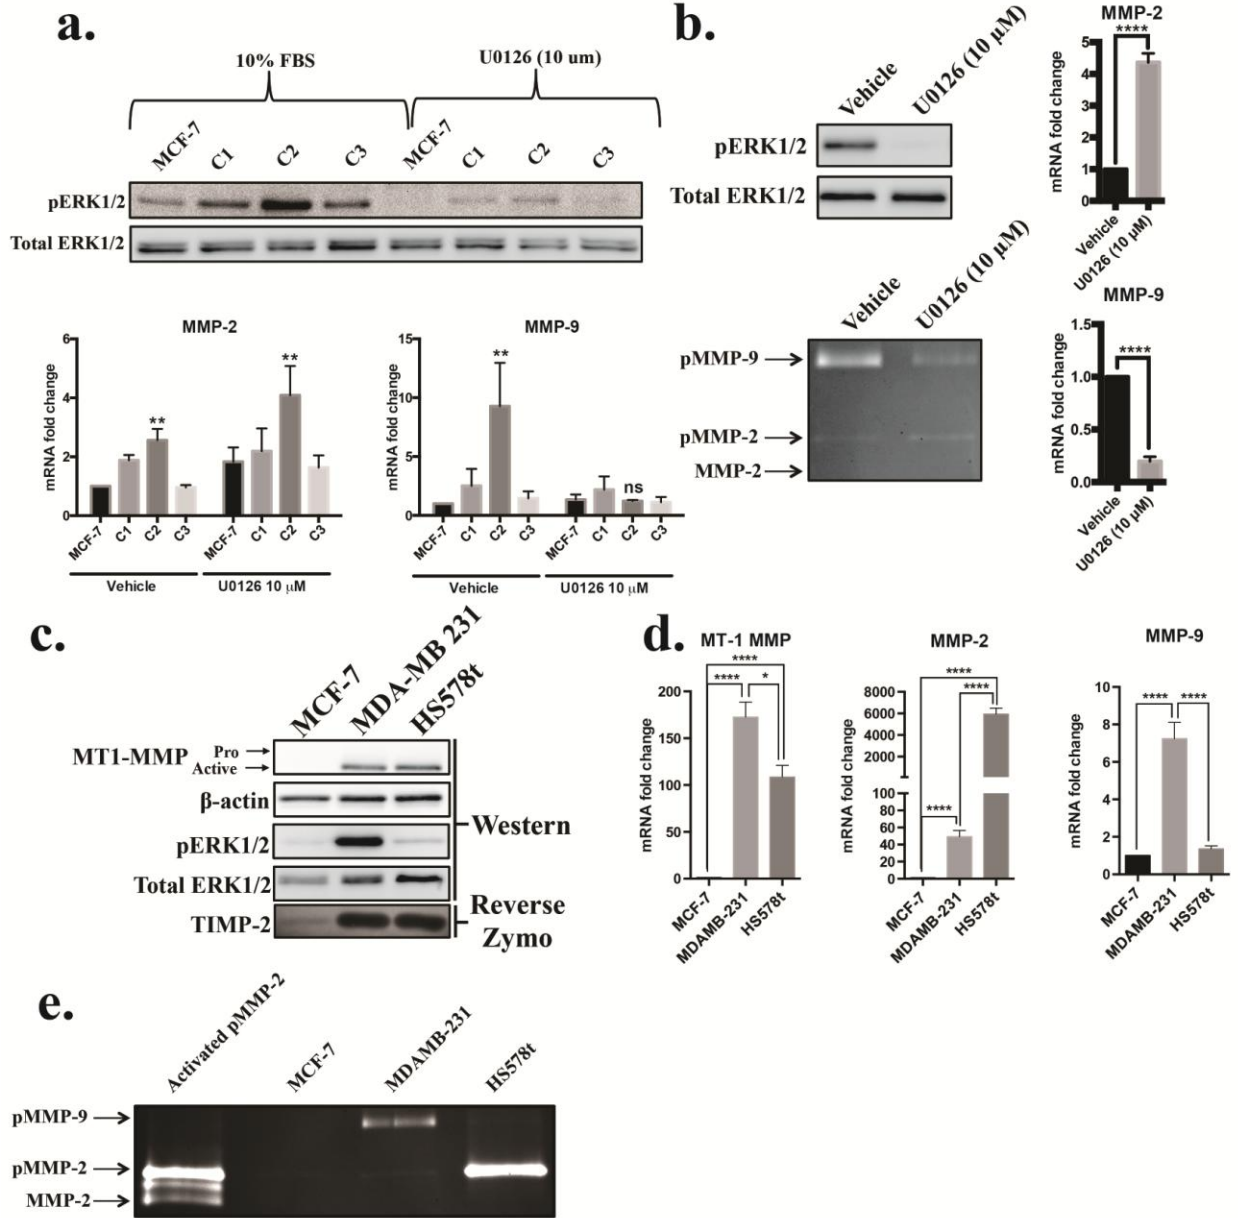 a.
10% FBS
U0126 (10 um)
MCF-7
C1
C2
C3
MCF-7
C1
C2
C3
pERK1/2
Total ERK1/2
MMP-2
mRNA fold change
6
4
2
0
**
**
MCF-7
C1
C2
C3
MCF-7
C1
C2
C3
Vehicle
U0126 10 μM
MMP-9
mRNA fold change
15
10
5
0
**
ns
MCF-7
C1
C2
C3
MCF-7
C1
C2
C3
Vehicle
U0126 10 μM
b.
Vehicle
U0126 (10 μM)
pERK1/2
Total ERK1/2
Vehicle
U0126 (10 μM)
pMMP-9
pMMP-2
MMP-2
MMP-2
mRNA fold change
5
4
3
2
1
0
****
Vehicle
U0126 (10 μM)
MMP-9
mRNA fold change
1.5
1.0
0.5
0.0
****
Vehicle
U0126 (10 μM)
c.
MCF-7
MDA-MB 231
HS578t
MT1-MMP
Pro
Active
β-actin
pERK1/2
Total ERK1/2
TIMP-2
Western
Reverse
Zymo
d.
MT-1 MMP
mRNA fold change
200
150
100
50
0
****
****
*
MCF-7
MDAMB-231
HS578t
MMP-2
mRNA fold change
8000
6000
4000
2000
100
80
60
40
20
0
****
****
****
MCF-7
MDAMB-231
HS578t
MMP-9
mRNA fold change
10
8
6
4
2
0
****
****
MCF-7
MDAMB-231
HS578t
e.
Activated pMMP-2
MCF-7
MDAMB-231
HS578t
pMMP-9
pMMP-2
MMP-2